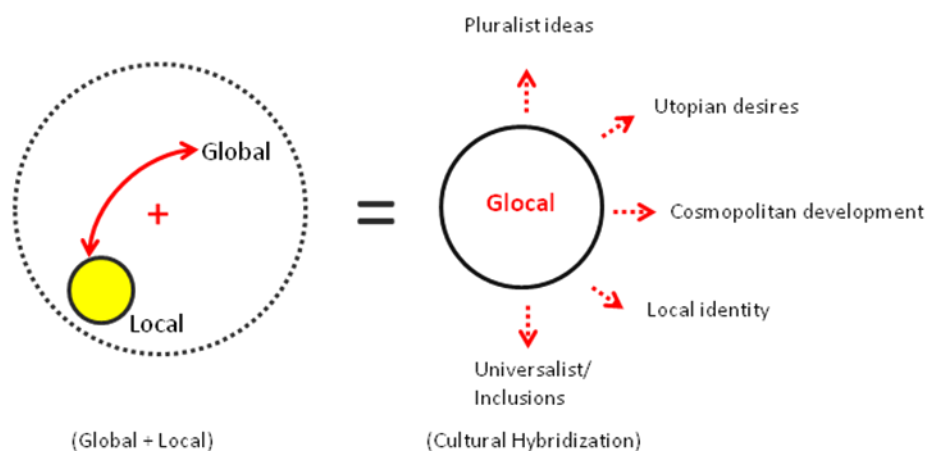 Pluralist ideas
Utopian desires
Global
+
=
Glocal
Cosmopolitan development
Local
Local identity
Universalist/
Inclusions
(Global + Local)
(Cultural Hybridization)